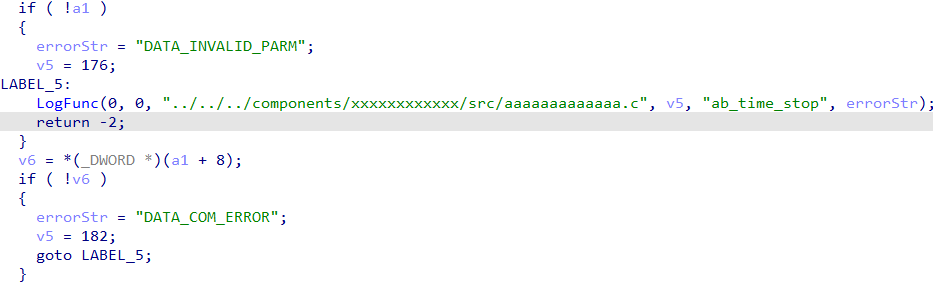 if ( !a1 )
{
errorStr = "DATA_INVALID_PARM";
v5 = 176;
LABEL_5:
LogFunc(0, 0, "../../../components/xxxxxxxxxxxx/src/aaaaaaaaaaaaa.c", v5, "ab_time_stop", errorStr);
return -2;
}
v6 = *(_DWORD *)(a1 + 8);
if ( !v6 )
{
errorStr = "DATA_COM_ERROR";
v5 = 182;
goto LABEL_5;
}